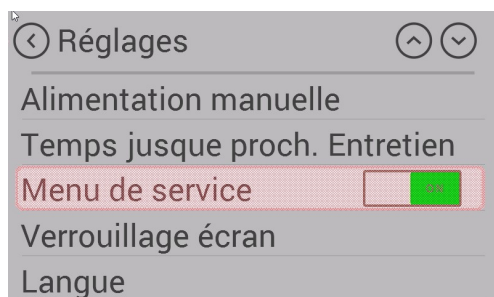 Réglages
Alimentation manuelle
Temps jusque proch. Entretien
Menu de service
Verrouillage écran
Langue